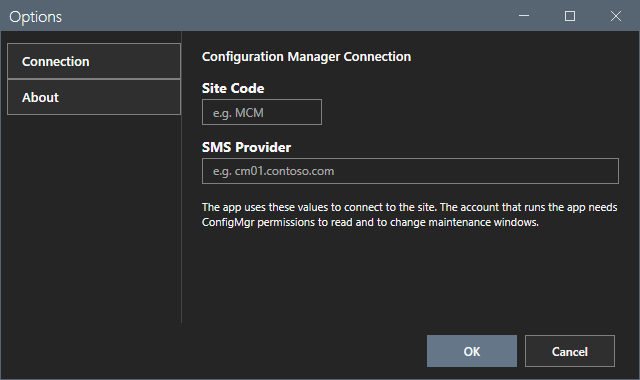 Options
Connection
About
Configuration Manager Connection
Site Code
e.g. MCM
SMS Provider
e.g. cm01.contoso.com
The app uses these values to connect to the site. The account that runs the app needs
ConfigMgr permissions to read and to change maintenance windows.
OK
Cancel